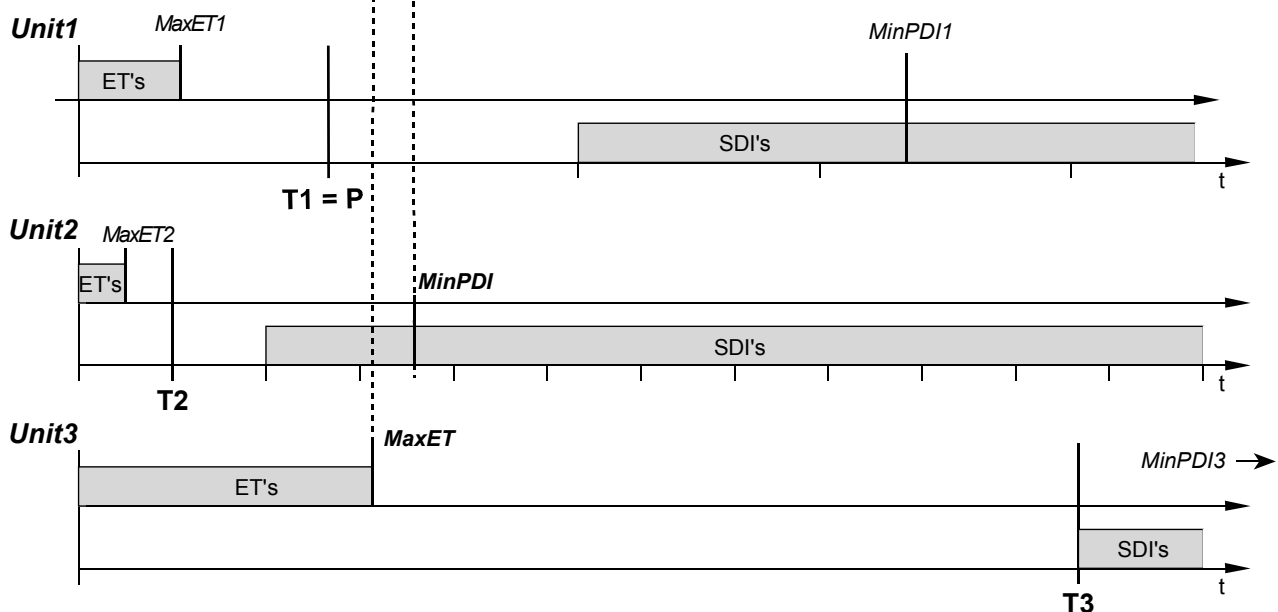 Unit1 MaxET1 MinPDI1
ET's
SDI's
t
T1 = P
Unit2 MaxET2
ET's MinPDI
SDI's
t
T2
Unit3 MaxET
MinPDI3
ET's
SDI's
t
T3